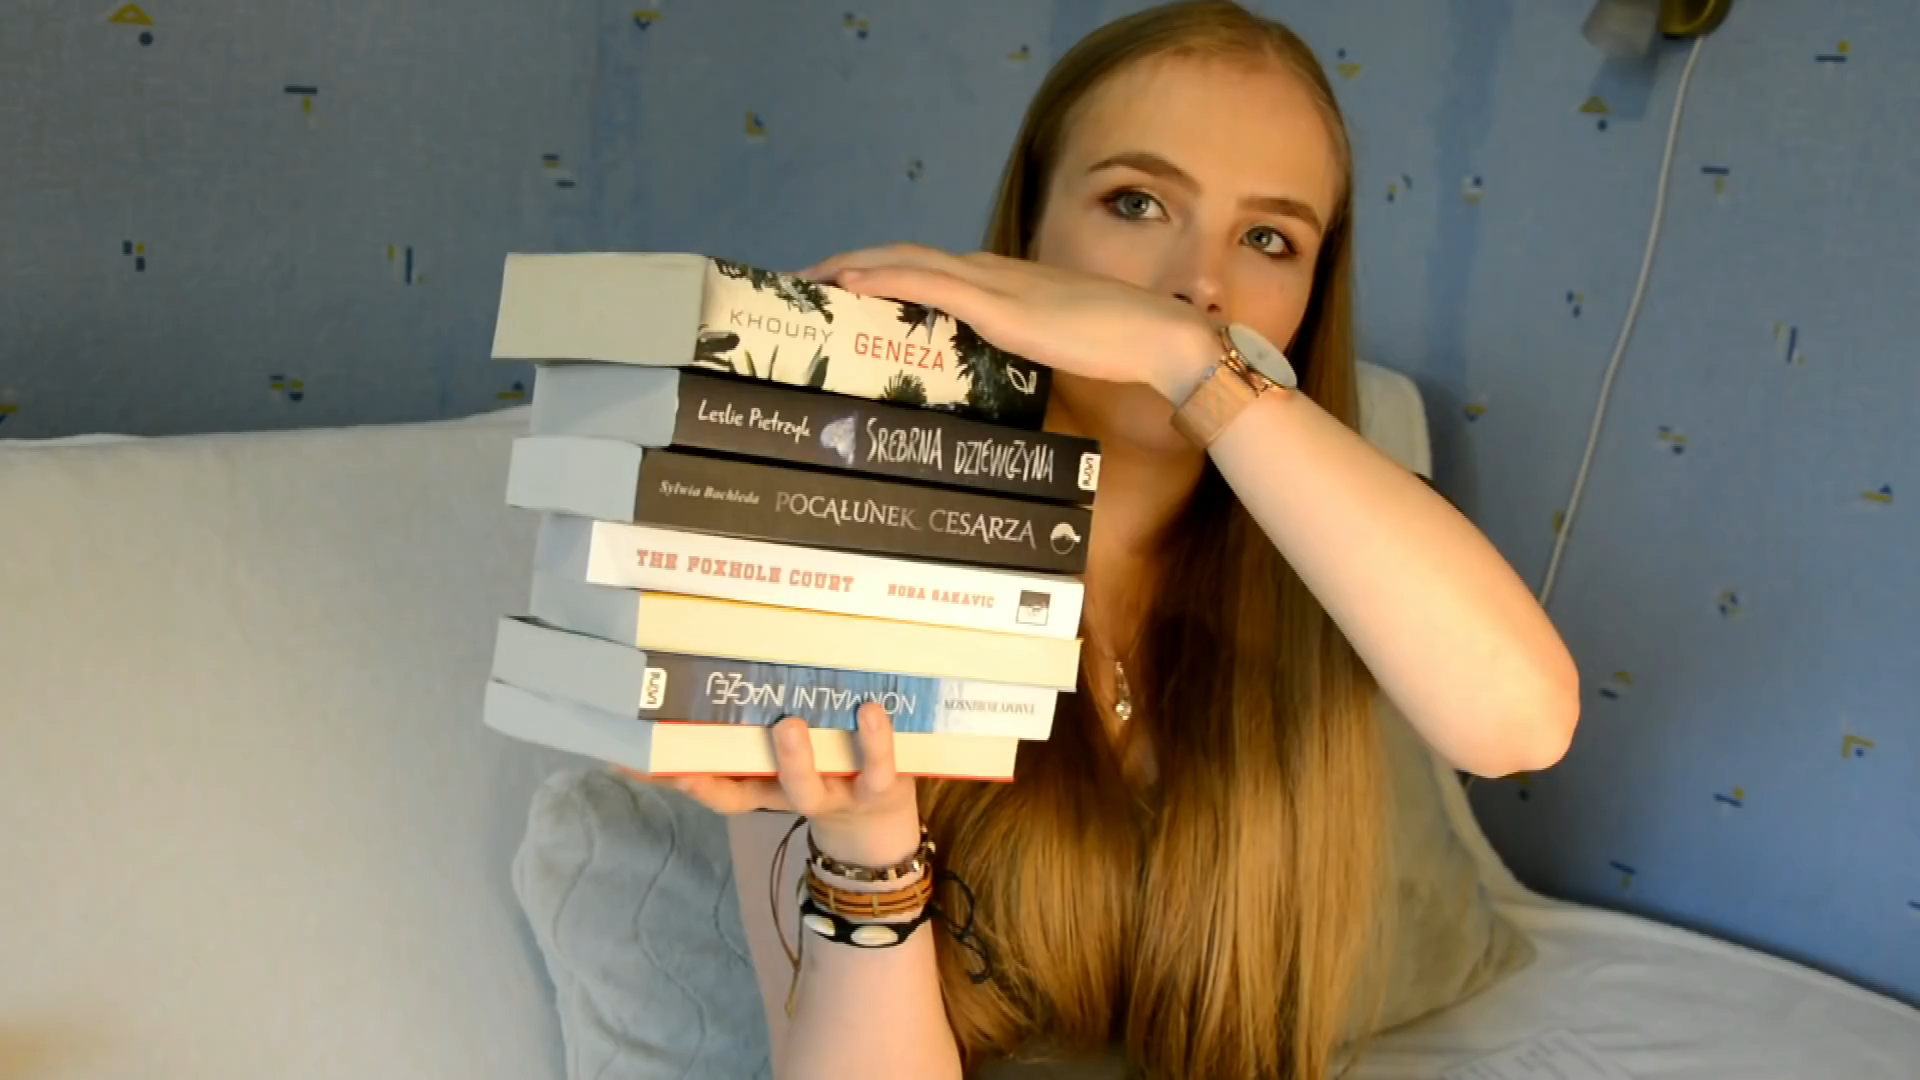 KHOURY GENEZA
Leslie Pietrzyk SREBRNA DZIEWCZYNA
Sylwia Bachleda POCAŁUNEK CESARZA
THE FOXHOLE COURT NORA SAKAVIC
NORMALNI INACZEJ